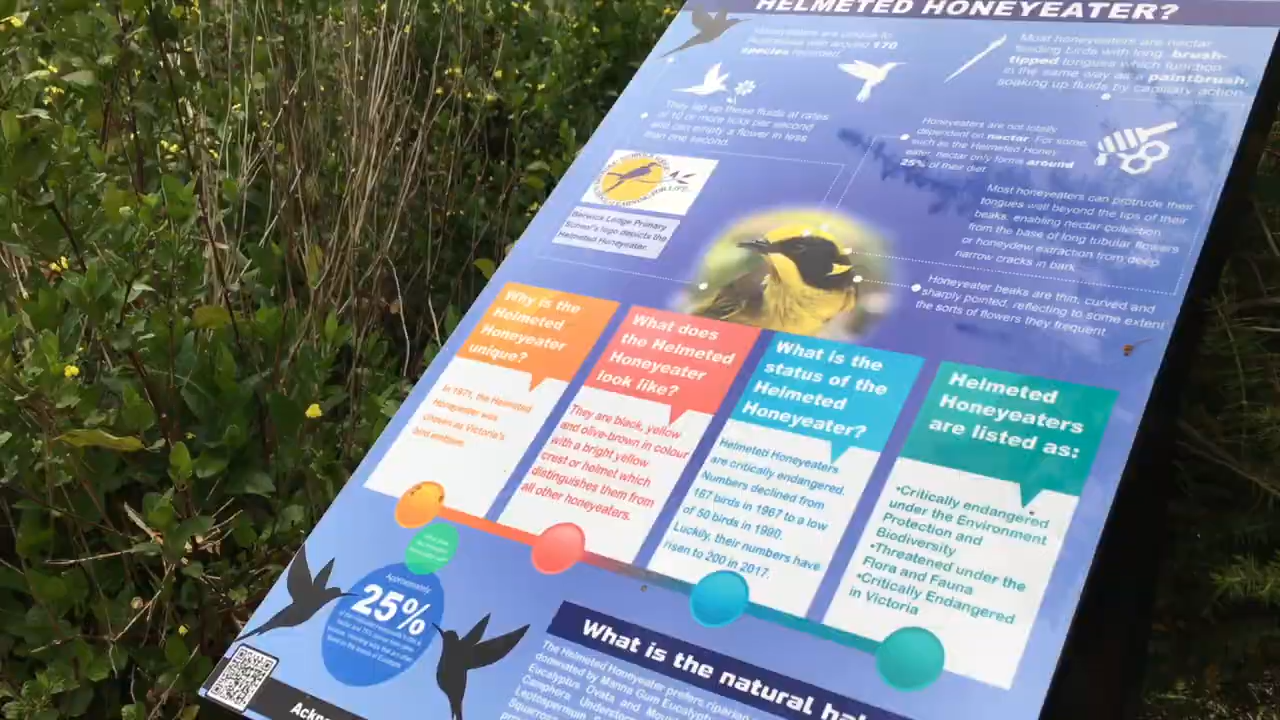 HELMETED HONEYEATER?
Honeyeaters are unique to
Australasia with around 170
species recorded.
Most honeyeaters are nectar
feeding birds with long, brush-
tipped tongues which function
in the same way as a paintbrush,
soaking up fluids by capillary action.
They lap up these fluids at rates
of 10 or more licks per second
and can empty a flower in less
than one second.
Honeyeaters are not totally
dependent on nectar. For some,
such as the Helmeted Honey-
eater, nectar only forms around
25% of their diet
LEARNING FOR LIFE
Berwick Lodge Primary
School's logo depicts the
Helmeted Honeyeater.
Most honeyeaters can protrude their
tongues well beyond the tips of their
beaks, enabling nectar collection
from the base of long tubular flowers
or honeydew extraction from deep
narrow cracks in bark.
Honeyeater beaks are thin, curved and
sharply pointed, reflecting to some extent
the sorts of flowers they frequent.
Why is the
Helmeted
Honeyeater
unique?
In 1971, the Helmeted
Honeyeater was
chosen as Victoria's
bird emblem.
What does
the Helmeted
Honeyeater
look like?
They are black, yellow
and olive-brown in colour
with a bright yellow
crest or helmet which
distinguishes them from
all other honeyeaters.
What is the
status of the
Helmeted
Honeyeater?
Helmeted Honeyeaters
are critically endangered.
Numbers declined from
167 birds in 1967 to a low
of 50 birds in 1990.
Luckily, their numbers have
risen to 200 in 2017.
Helmeted
Honeyeaters
are listed as:
•Critically endangered
under the Environment
Protection and
Biodiversity
•Threatened under the
Flora and Fauna
•Critically Endangered
in Victoria
Approximately
25%
What is the natural hab
The Helmeted Honeyeater prefers riparian
dominated by Manna Gum Eucalyptus
Eucalyptus Ovata and Mount
Camphora. Understore
Leptospermum
Squarros
Ackno